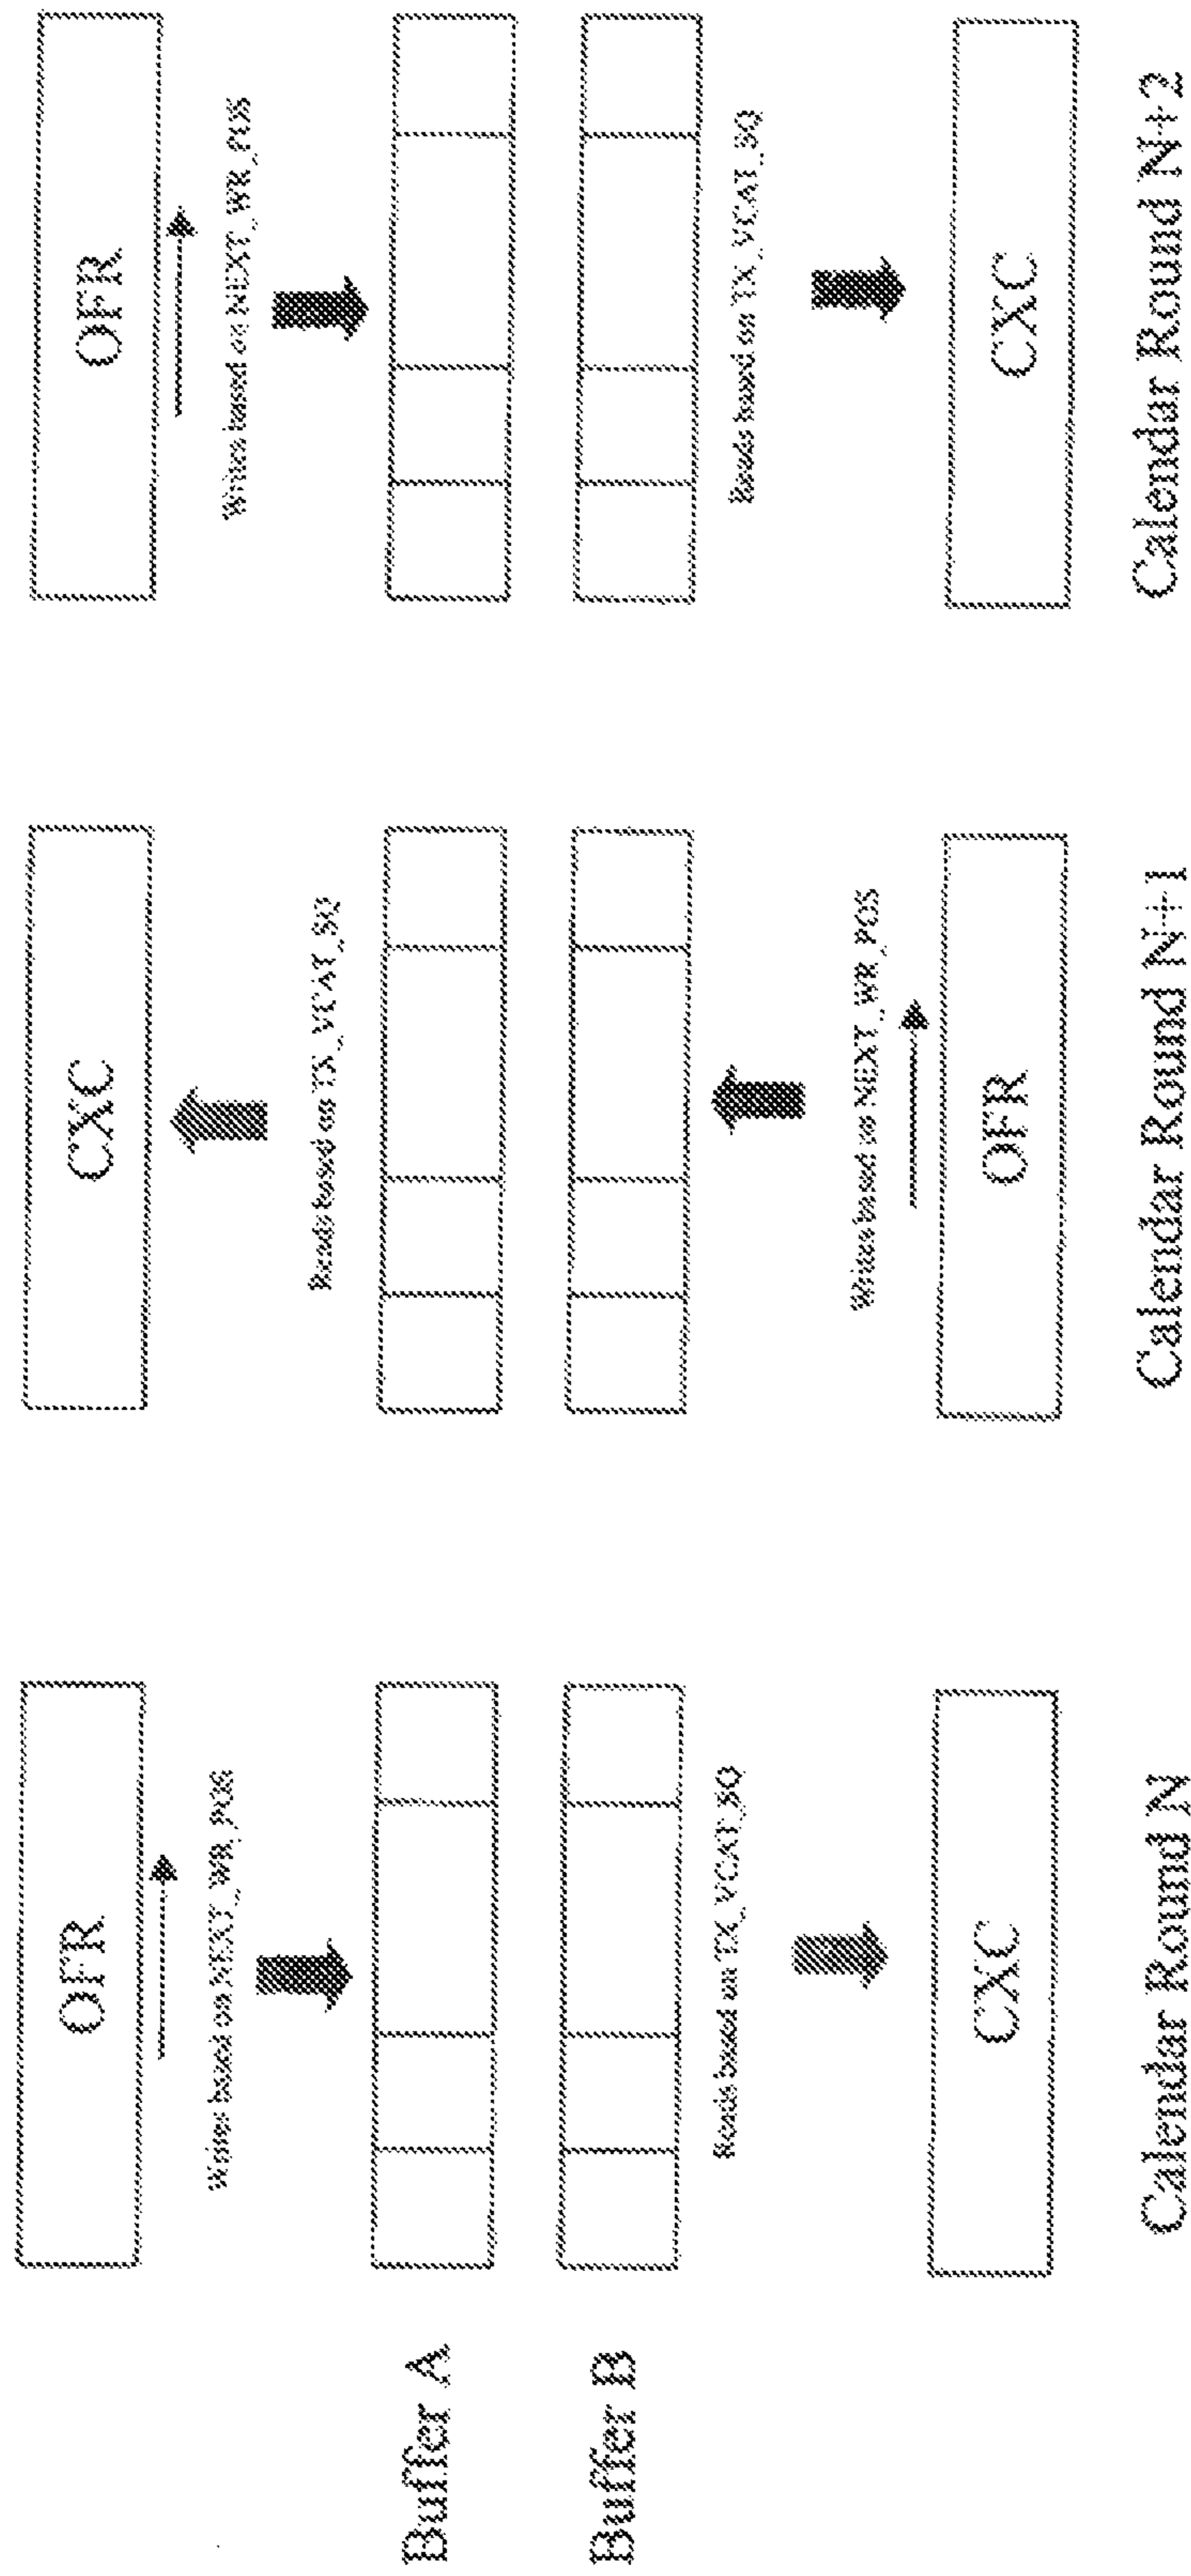 OFR
CXC
OFR
Writes based on NEXT_WR_POS
Reads based on TX_VCAT_SQ
Writes based on NEXT_WR_POS
Buffer A
Buffer B
Reads based on TX_VCAT_SQ
Writes based on NEXT_WR_POS
Reads based on TX_VCAT_SQ
CXC
OFR
CXC
Calendar Round N
Calendar Round N+1
Calendar Round N+2